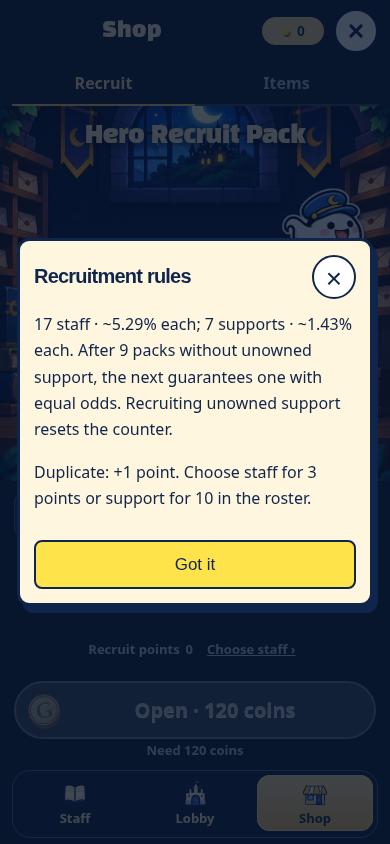 Shop
0
Recruit
Items
Hero Recruit Pack
Recruitment rules
17 staff · ~5.29% each; 7 supports · ~1.43%
each. After 9 packs without unowned
support, the next guarantees one with
equal odds. Recruiting unowned support
resets the counter.
Duplicate: +1 point. Choose staff for 3
points or support for 10 in the roster.
Got it
Recruit points 0 Choose staff ›
G
Open · 120 coins
Need 120 coins
Staff
Lobby
Shop